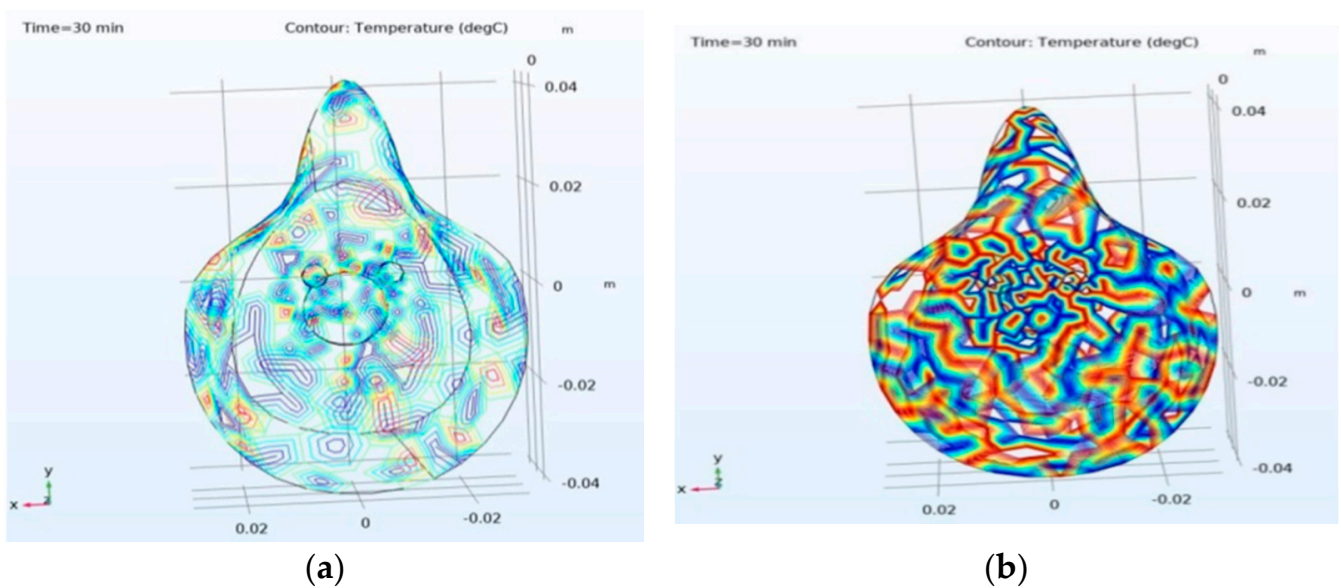 Time=30 min Contour: Temperature (degC) m
0
0.04
0.02
0 m
-0.02
-0.04
0.02 0 -0.02
y
x z
(a)
Time=30 min Contour: Temperature (degC) m
0
0.04
0.02
0 m
-0.02
-0.04
0.02 0 -0.02
y
x z
(b)